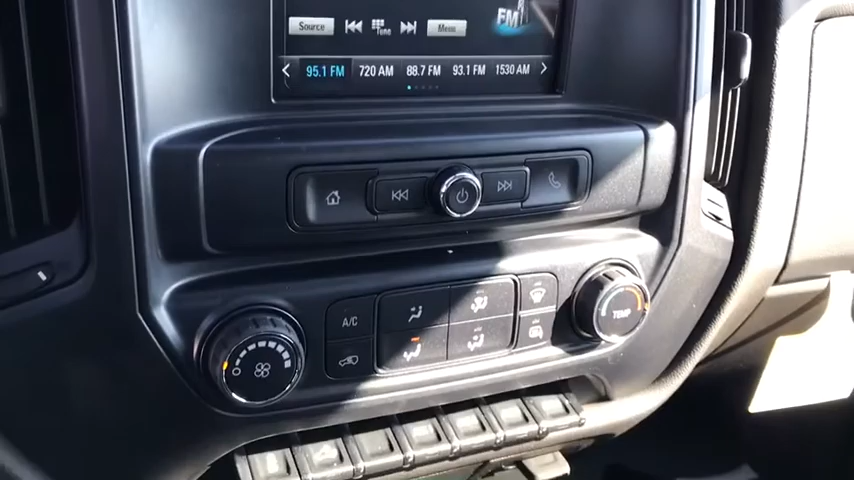 Source Tune Menu FM
95.1 FM 720 AM 88.7 FM 93.1 FM 1530 AM
A/C TEMP